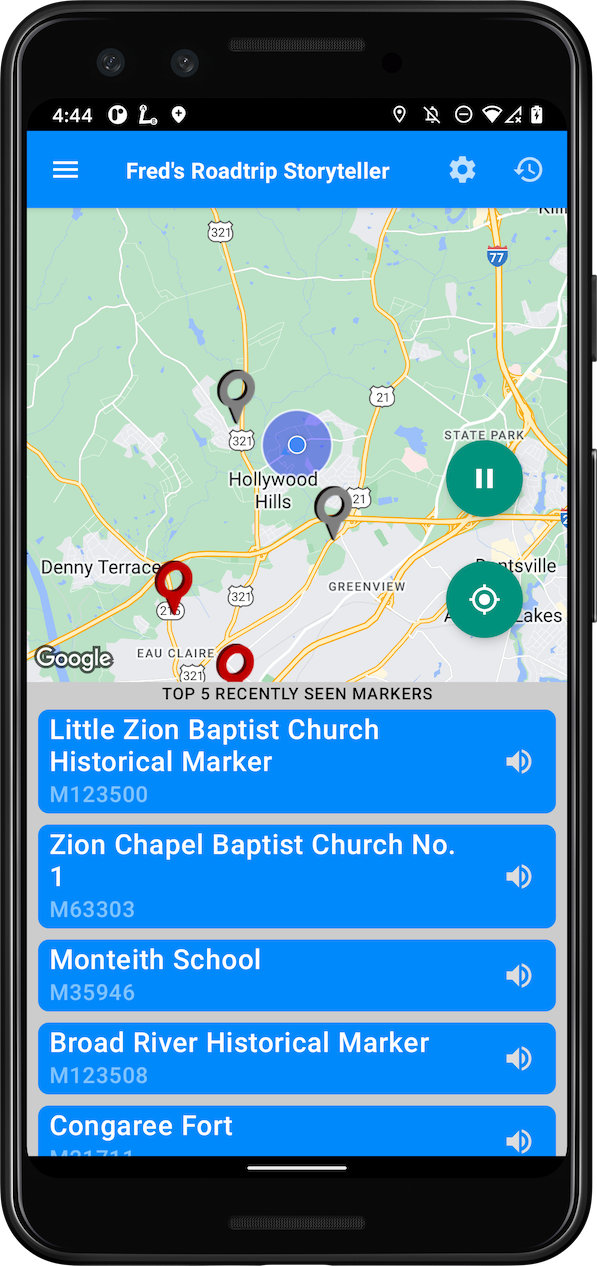 4:44
Fred's Roadtrip Storyteller
321
77
21
321
STATE PARK
Hollywood
Hills
21
Denny Terrace
GREENVIEW
321
215
EAU CLAIRE
Lakes
Google
321
TOP 5 RECENTLY SEEN MARKERS
Little Zion Baptist Church
Historical Marker
M123500
Zion Chapel Baptist Church No.
1
M63303
Monteith School
M35946
Broad River Historical Marker
M123508
Congaree Fort